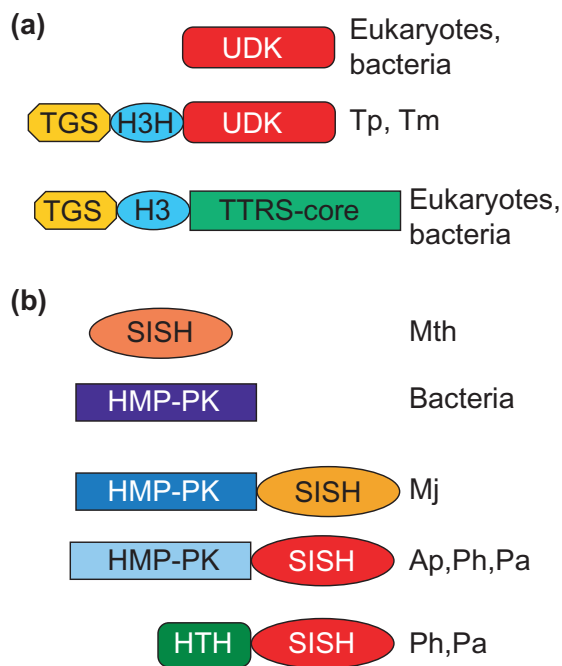 (a)
UDK
Eukaryotes,
bacteria
TGS H3H UDK Tp, Tm
TGS H3 TTRS-core
Eukaryotes,
bacteria
(b)
SISH Mth
HMP-PK Bacteria
HMP-PK SISH Mj
HMP-PK SISH Ap,Ph,Pa
HTH SISH Ph,Pa